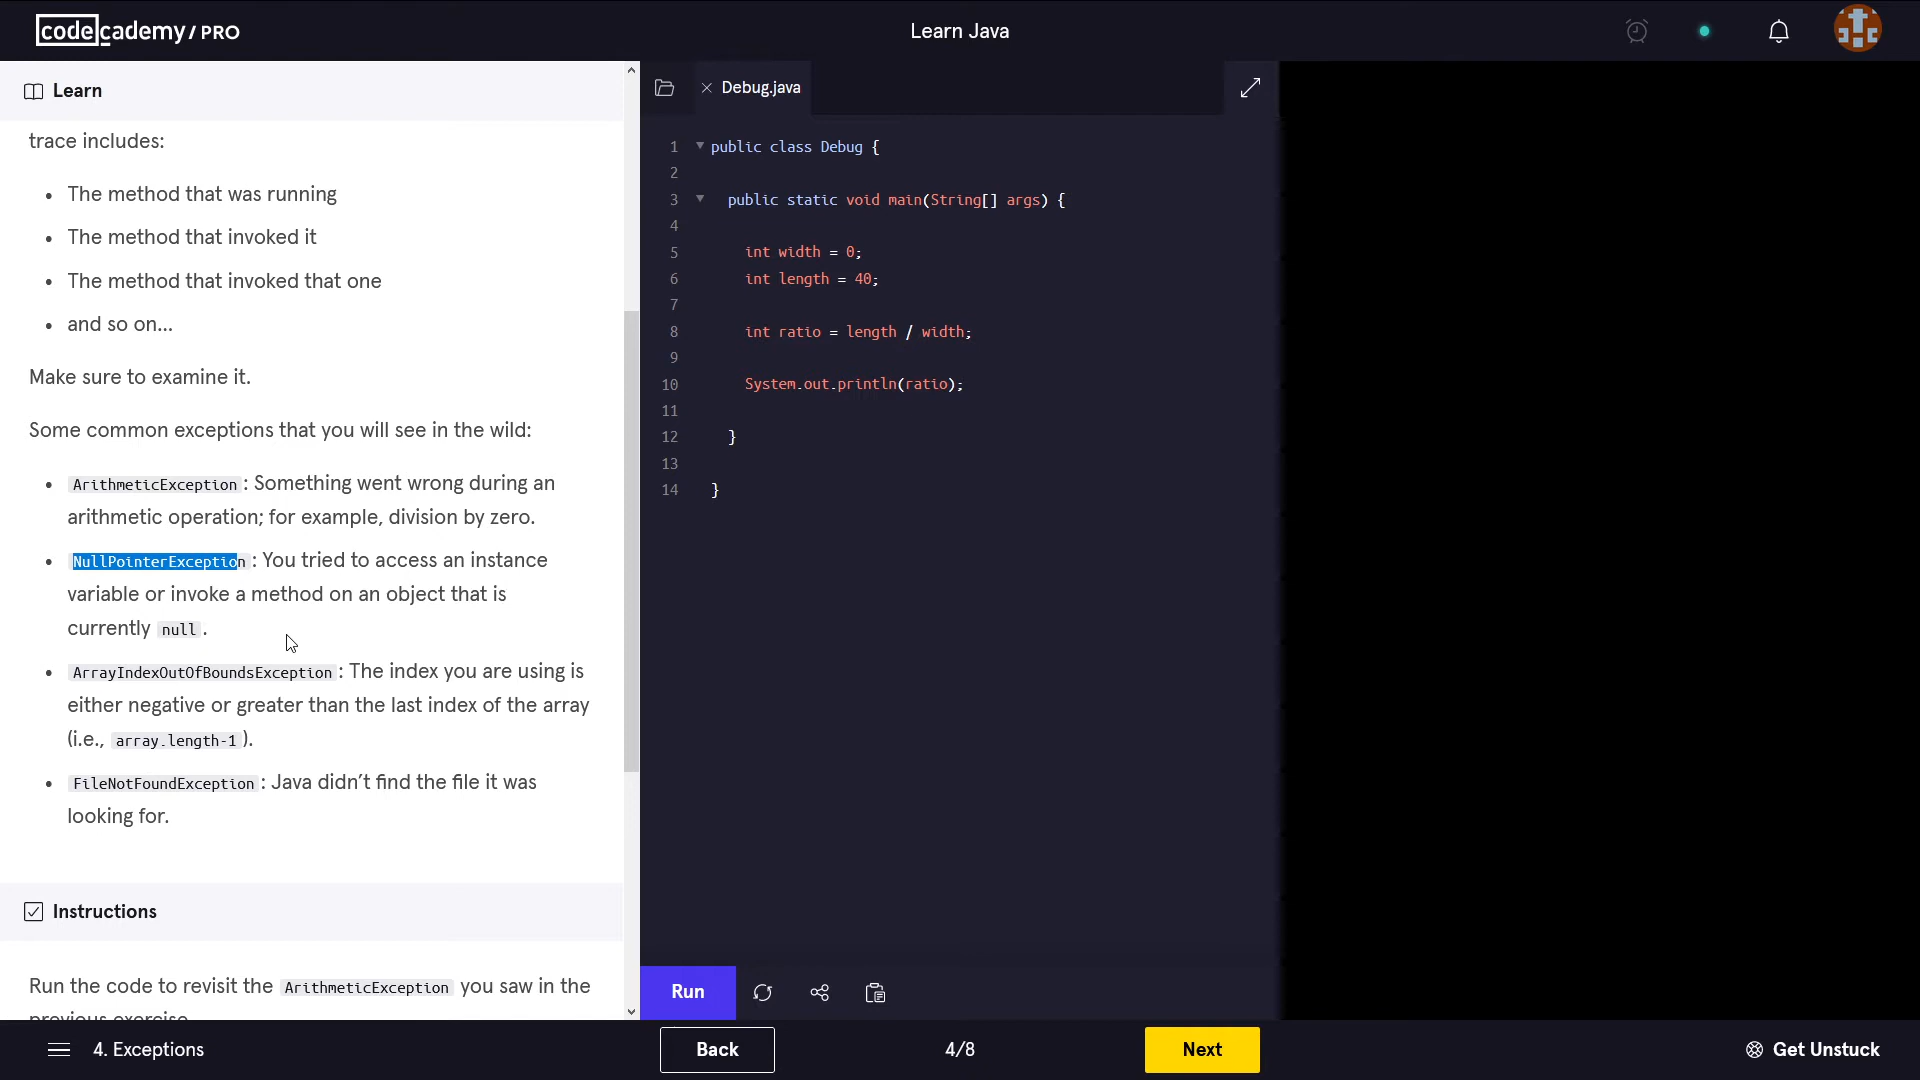 codecademy / PRO
Learn Java
Learn
trace includes:
• The method that was running
• The method that invoked it
• The method that invoked that one
• and so on...
Make sure to examine it.
Some common exceptions that you will see in the wild:
• ArithmeticException: Something went wrong during an
arithmetic operation; for example, division by zero.
• NullPointerException: You tried to access an instance
variable or invoke a method on an object that is
currently null.
• ArrayIndexOutOfBoundsException: The index you are using is
either negative or greater than the last index of the array
(i.e., array.length-1).
• FileNotFoundException: Java didn’t find the file it was
looking for.
Instructions
Run the code to revisit the ArithmeticException you saw in the
previous exercise
Debug.java
1 public class Debug {
2
3 public static void main(String[] args) {
4
5 int width = 0;
6 int length = 40;
7
8 int ratio = length / width;
9
10 System.out.println(ratio);
11
12 }
13
14 }
Run
4. Exceptions
Back
4/8
Next
Get Unstuck